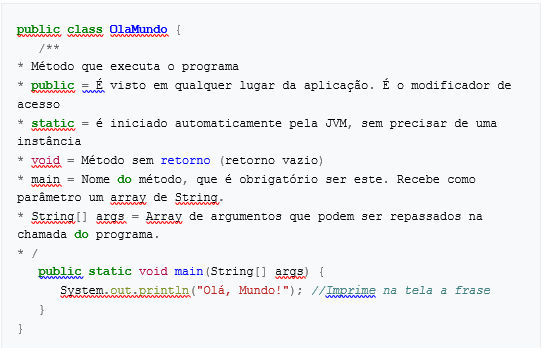 public class OlaMundo {
/**
* Método que executa o programa
* public = É visto em qualquer lugar da aplicação. É o modificador de
acesso
* static = é iniciado automaticamente pela JVM, sem precisar de uma
instância
* void = Método sem retorno (retorno vazio)
* main = Nome do método, que é obrigatório ser este. Recebe como
parâmetro um array de String.
* String[] args = Array de argumentos que podem ser repassados na
chamada do programa.
* /
public static void main(String[] args) {
System.out.println("Olá, Mundo!"); //Imprime na tela a frase
}
}